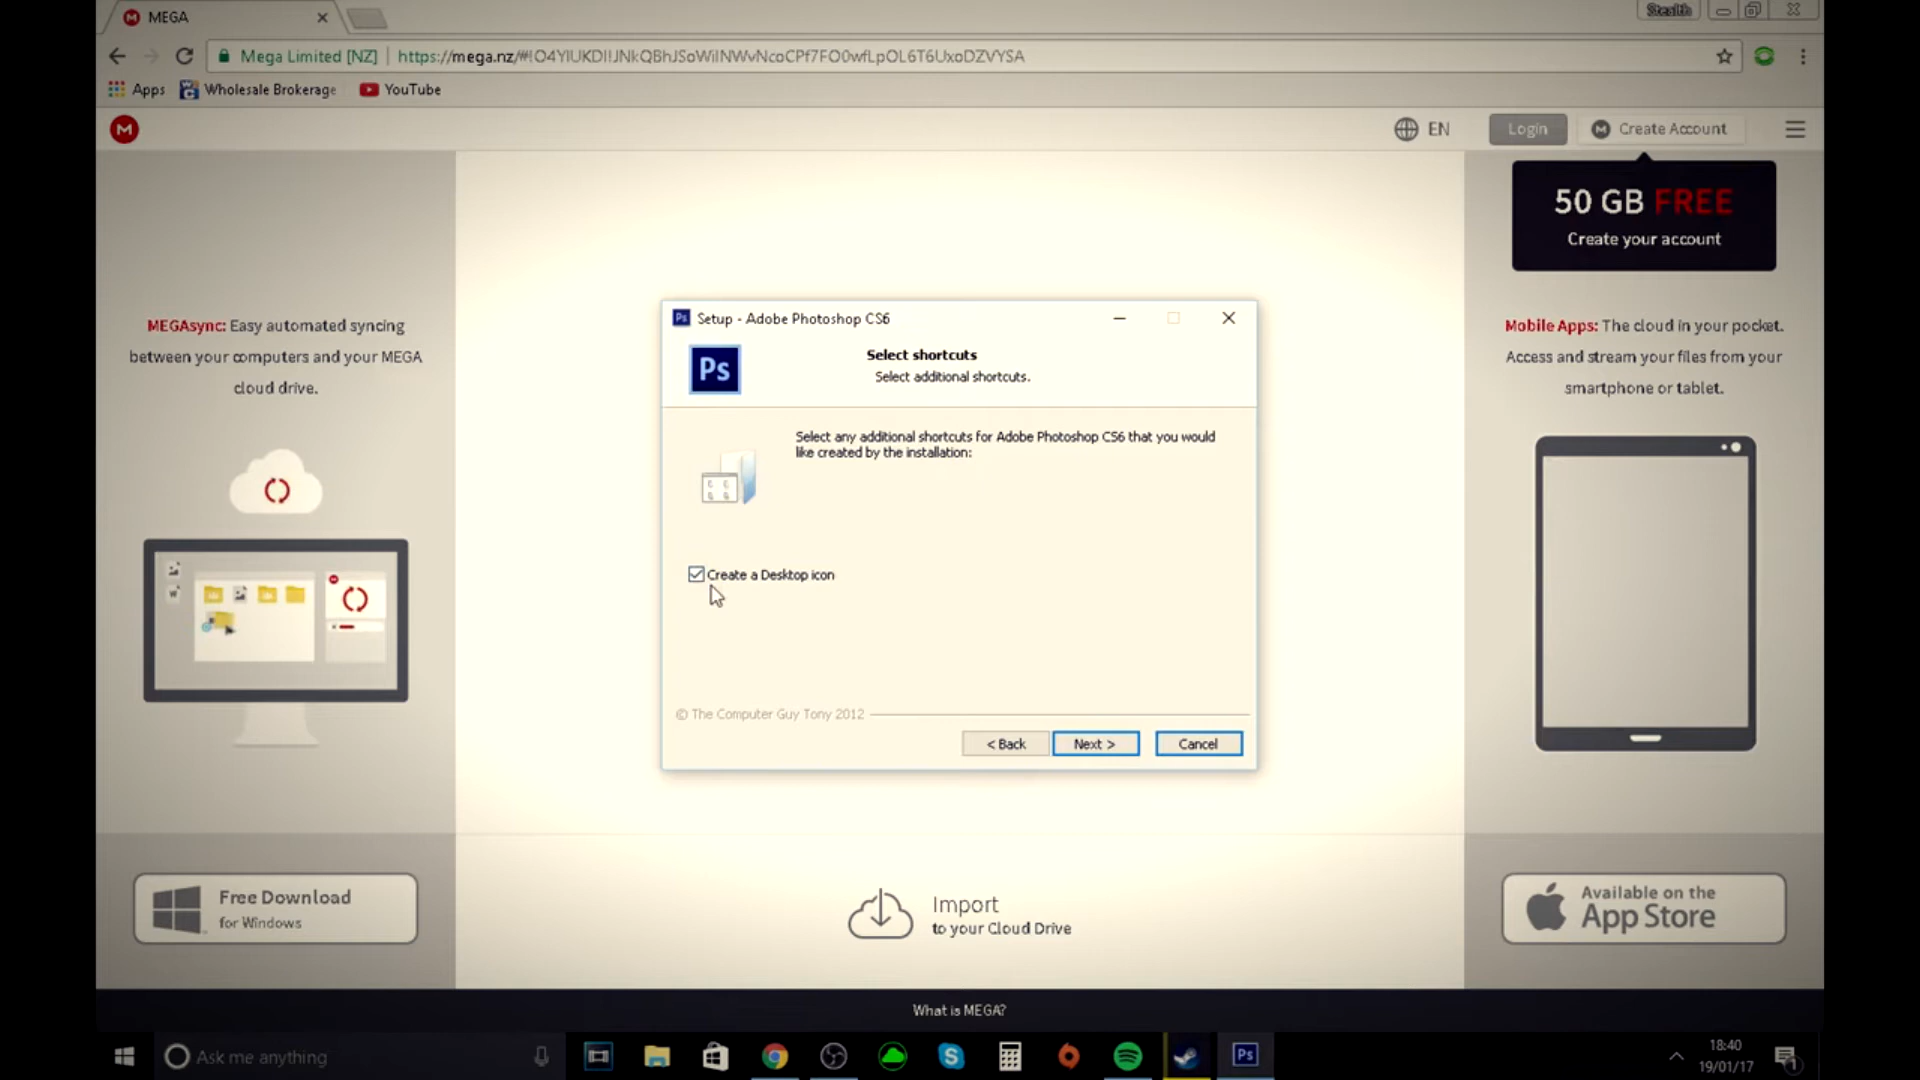 MEGA
Stealth
Mega Limited [NZ]
https://mega.nz/
Apps
Wholesale Brokerage
YouTube
EN
Login
Create Account
50 GB FREE
Create your account
MEGAsync: Easy automated syncing
between your computers and your MEGA
cloud drive.
Mobile Apps: The cloud in your pocket.
Access and stream your files from your
smartphone or tablet.
Ps Setup - Adobe Photoshop CS6
Ps
Select shortcuts
Select additional shortcuts.
Select any additional shortcuts for Adobe Photoshop CS6 that you would
like created by the installation:
Create a Desktop icon
© The Computer Guy Tony 2012
< Back
Next >
Cancel
Free Download
for Windows
Import
to your Cloud Drive
Available on the
App Store
What is MEGA?
Ask me anything
Ps
18:40
19/01/17
1